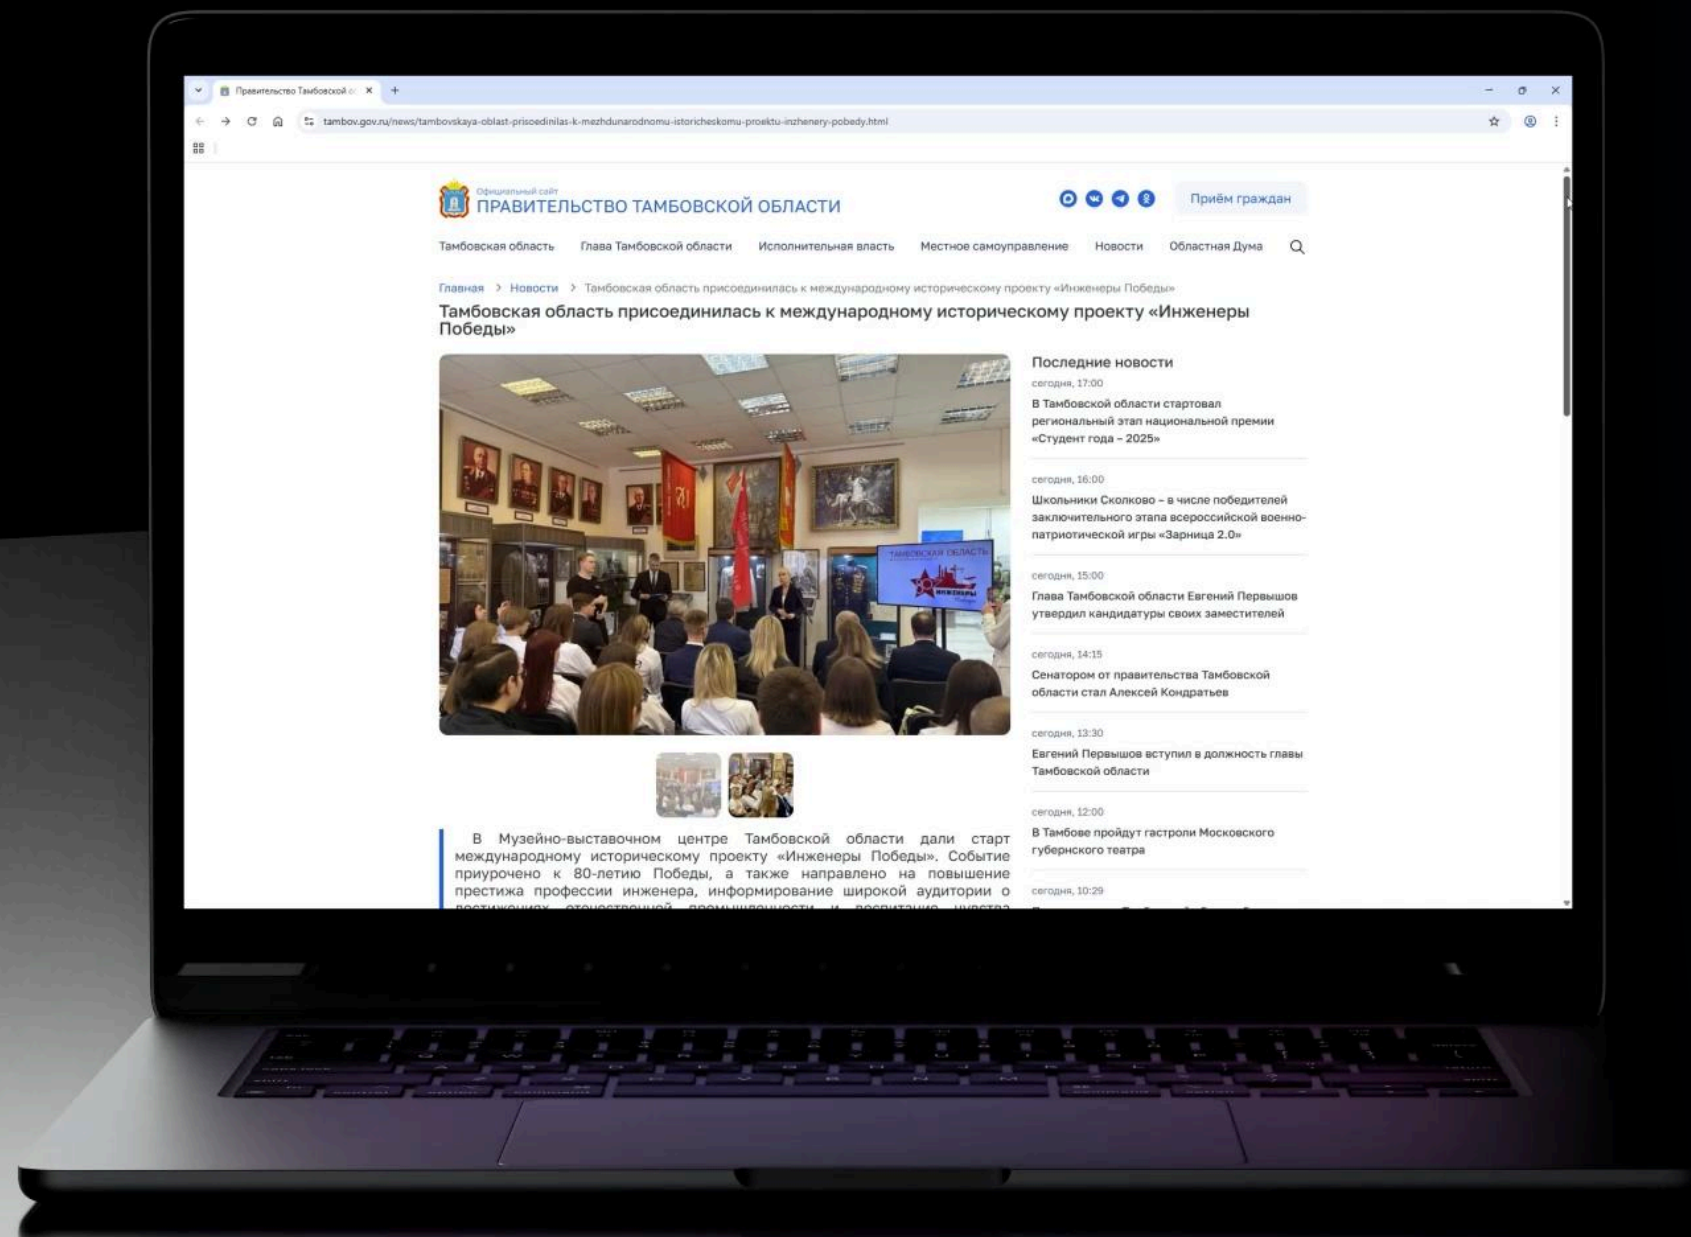 Правительство Тамбовской о
tambov.gov.ru/news/tambovskaya-oblast-prisoedinilas-k-mezhdunarodnomu-istoricheskomu-proektu-inzhenery-pobedy.html
Официальный сайт
ПРАВИТЕЛЬСТВО ТАМБОВСКОЙ ОБЛАСТИ
Приём граждан
Тамбовская область Глава Тамбовской области Исполнительная власть Местное самоуправление Новости Областная Дума
Главная > Новости > Тамбовская область присоединилась к международному историческому проекту «Инженеры Победы»
Тамбовская область присоединилась к международному историческому проекту «Инженеры
Победы»
ТАМБОВСКАЯ ОБЛАСТЬ
80
ИНЖЕНЕРЫ
Победы
В Музейно-выставочном центре Тамбовской области дали старт
международному историческому проекту «Инженеры Победы». Событие
приурочено к 80-летию Победы, а также направлено на повышение
престижа профессии инженера, информирование широкой аудитории о
достижениях отечественной промышленности и воспитание чувства
Последние новости
сегодня, 17:00
В Тамбовской области стартовал
региональный этап национальной премии
«Студент года – 2025»
сегодня, 16:00
Школьники Сколково – в числе победителей
заключительного этапа всероссийской военно-
патриотической игры «Зарница 2.0»
сегодня, 15:00
Глава Тамбовской области Евгений Первышов
утвердил кандидатуры своих заместителей
сегодня, 14:15
Сенатором от правительства Тамбовской
области стал Алексей Кондратьев
сегодня, 13:30
Евгений Первышов вступил в должность главы
Тамбовской области
сегодня, 12:00
В Тамбове пройдут гастроли Московского
губернского театра
сегодня, 10:29